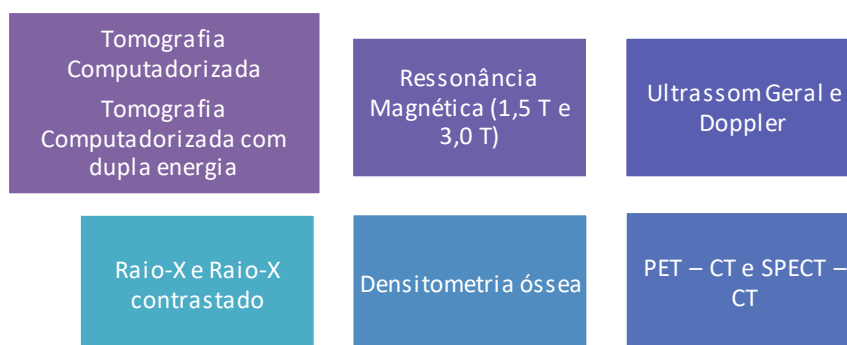 Tomografia
Computadorizada
Tomografia
Computadorizada com
dupla energia
Ressonância
Magnética (1,5 T e
3,0 T)
Ultrassom Geral e
Doppler
Raio-X e Raio-X
contrastado
Densitometria óssea
PET – CT e SPECT –
CT